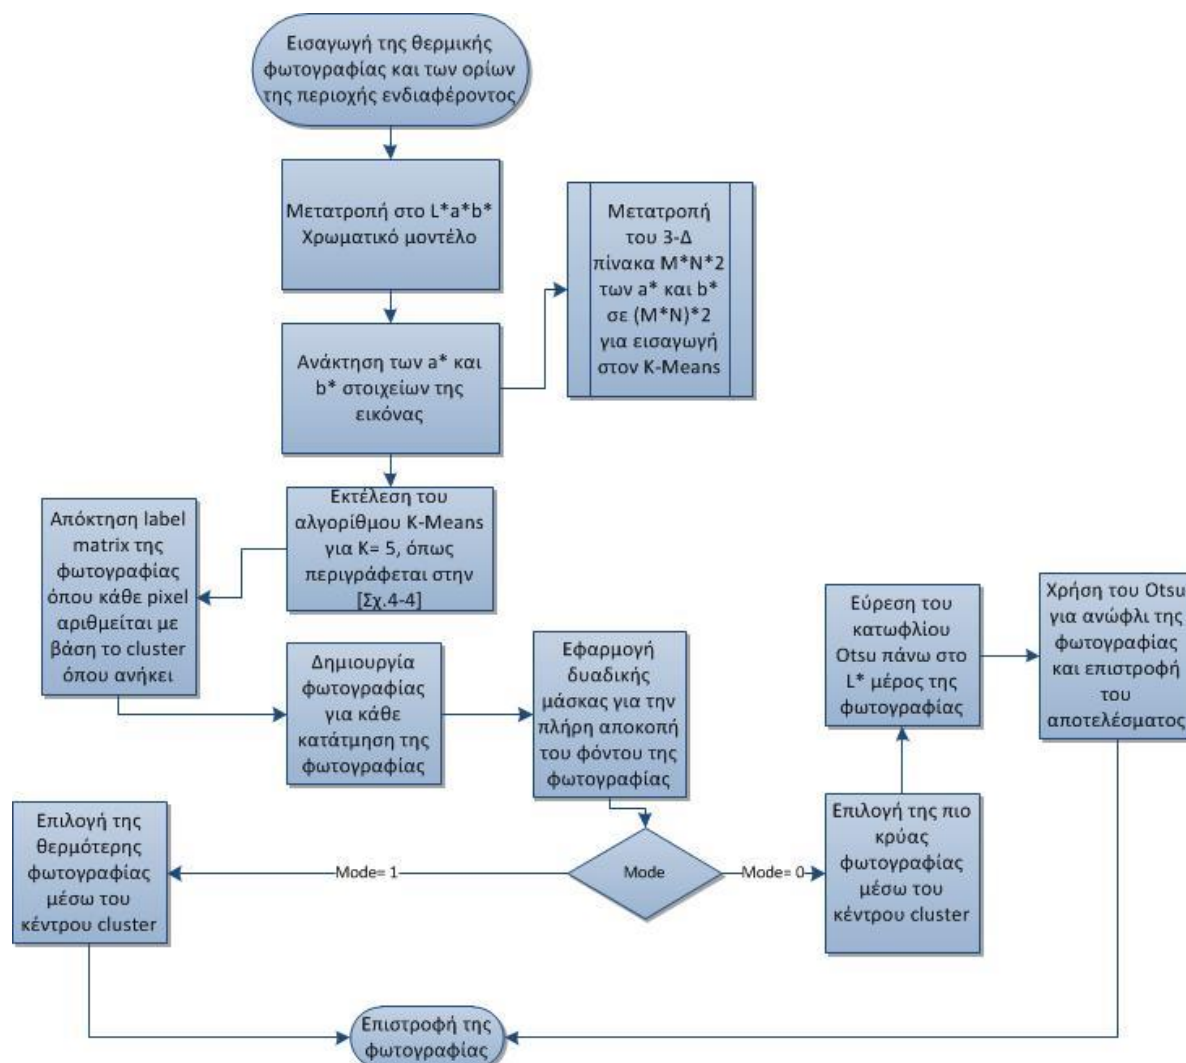 Εισαγωγή της θερμικής
φωτογραφίας και των ορίων
της περιοχής ενδιαφέροντος
Μετατροπή στο L*a*b*
Χρωματικό μοντέλο
Μετατροπή
του 3-Δ
πίνακα M*N*2
των a* και b*
σε (M*N)*2
για εισαγωγή
στον K-Means
Ανάκτηση των a* και
b* στοιχείων της
εικόνας
Εκτέλεση του
αλγορίθμου K-Means
για K= 5, όπως
περιγράφεται στην
[Σχ.4-4]
Απόκτηση label
matrix της
φωτογραφίας
όπου κάθε pixel
αριθμείται με
βάση το cluster
όπου ανήκει
Δημιουργία
φωτογραφίας
για κάθε
κατάτμηση της
φωτογραφίας
Εφαρμογή
δυαδικής
μάσκας για την
πλήρη αποκοπή
του φόντου της
φωτογραφίας
Mode
Mode= 1
Mode= 0
Επιλογή της
θερμότερης
φωτογραφίας
μέσω του
κέντρου cluster
Επιλογή της πιο
κρύας
φωτογραφίας
μέσω του
κέντρου cluster
Εύρεση του
κατωφλίου
Otsu πάνω στο
L* μέρος της
φωτογραφίας
Χρήση του Otsu
για ανώφλι της
φωτογραφίας
και επιστροφή
του
αποτελέσματος
Επιστροφή της
φωτογραφίας